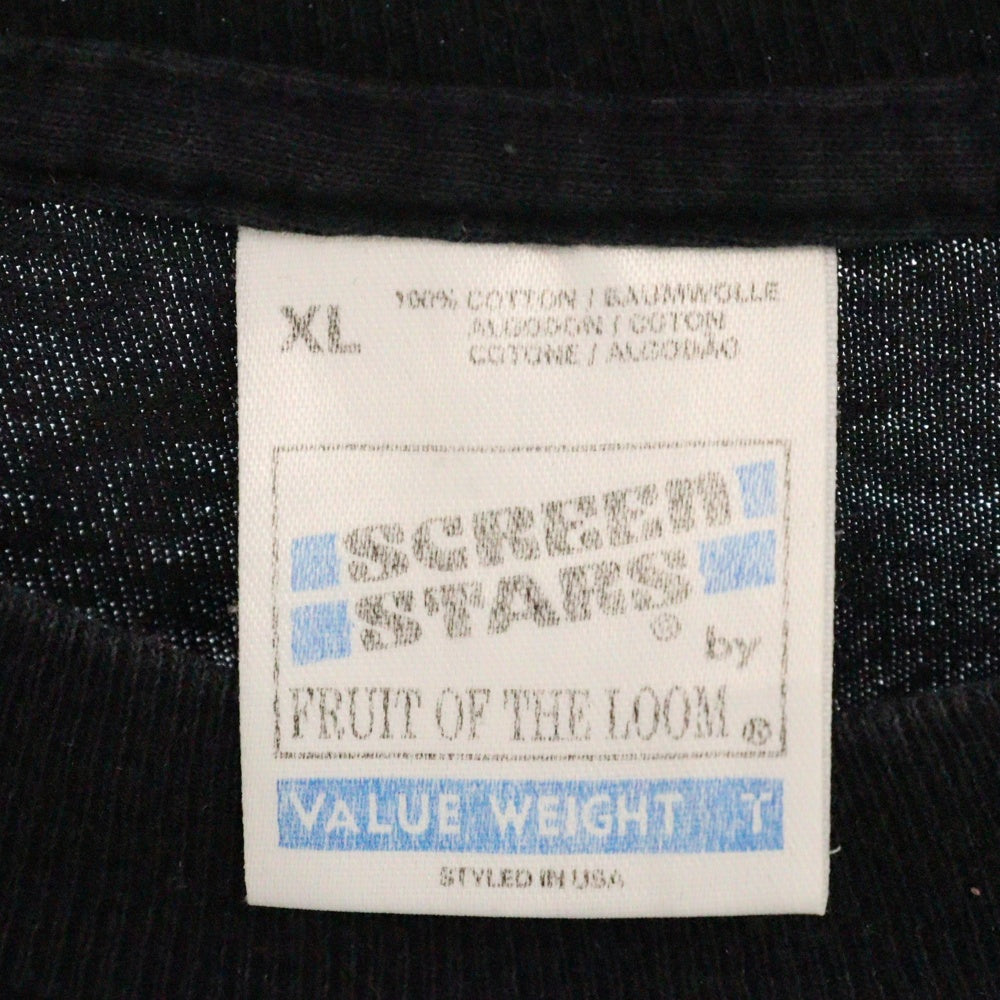 XL
100% COTTON / BAUMWOLLE
ALGODON / COTON
COTONE / ALGODÃO
SCREEN
STARS® by
FRUIT OF THE LOOM®
VALUE WEIGHT T
STYLED IN USA